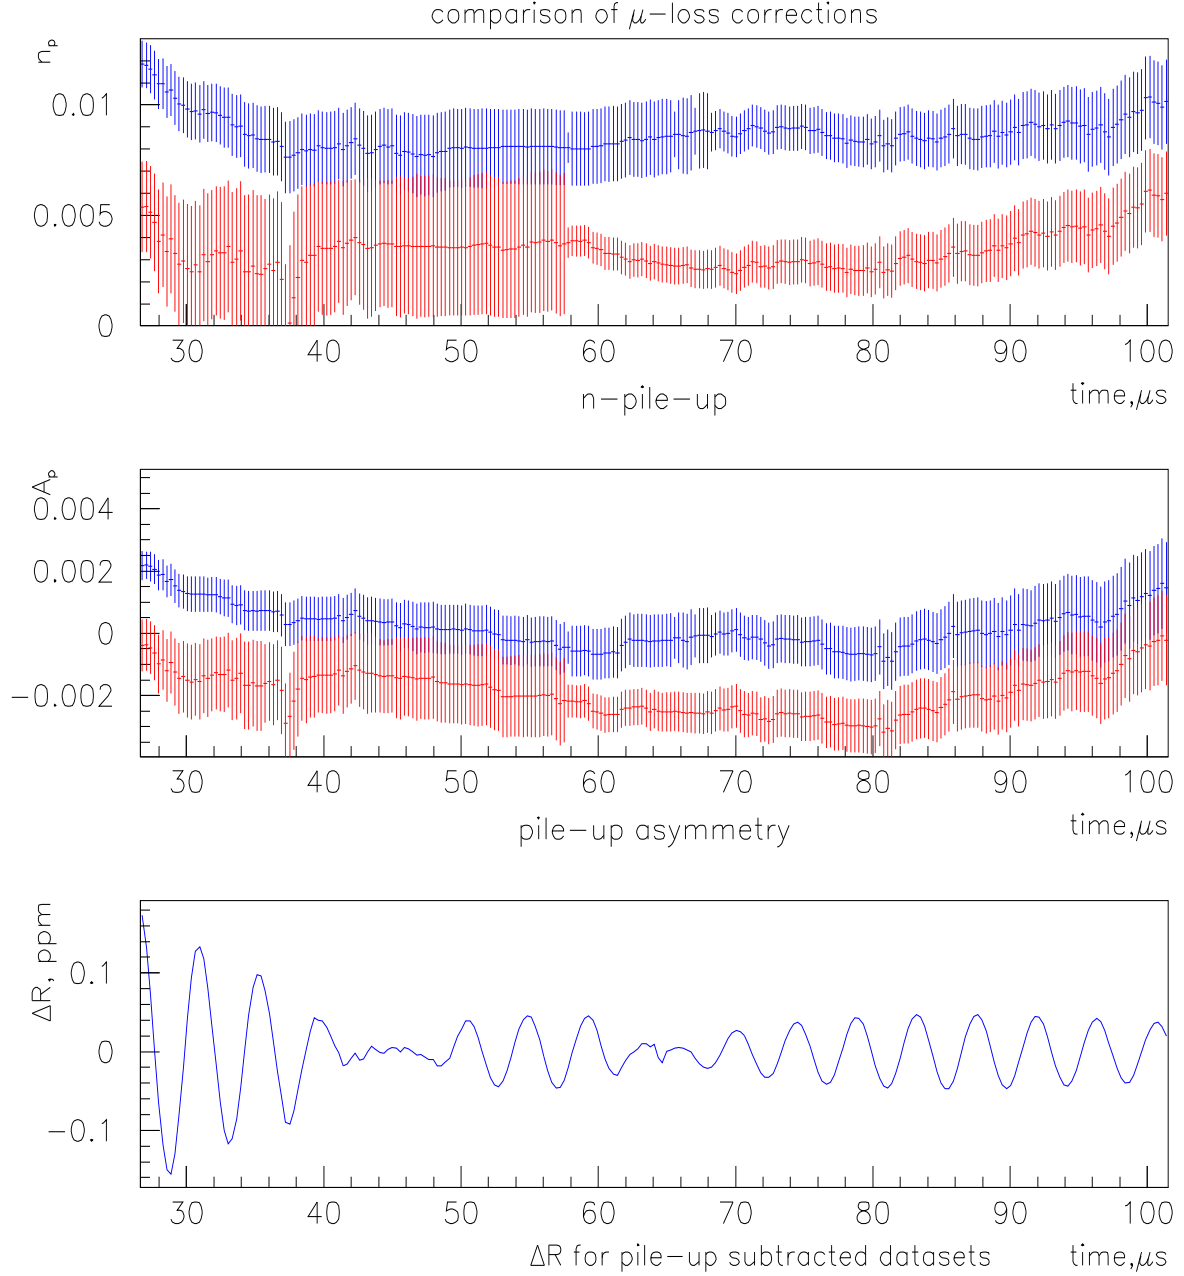 comparison of μ−loss corrections
nₚ
0.01
0.005
0
30 40 50 60 70 80 90 100
n−pile−up
time,μs
Aₚ
0.004
0.002
0
−0.002
30 40 50 60 70 80 90 100
pile−up asymmetry
time,μs
ΔR, ppm
0.1
0
−0.1
30 40 50 60 70 80 90 100
ΔR for pile−up subtracted datasets
time,μs